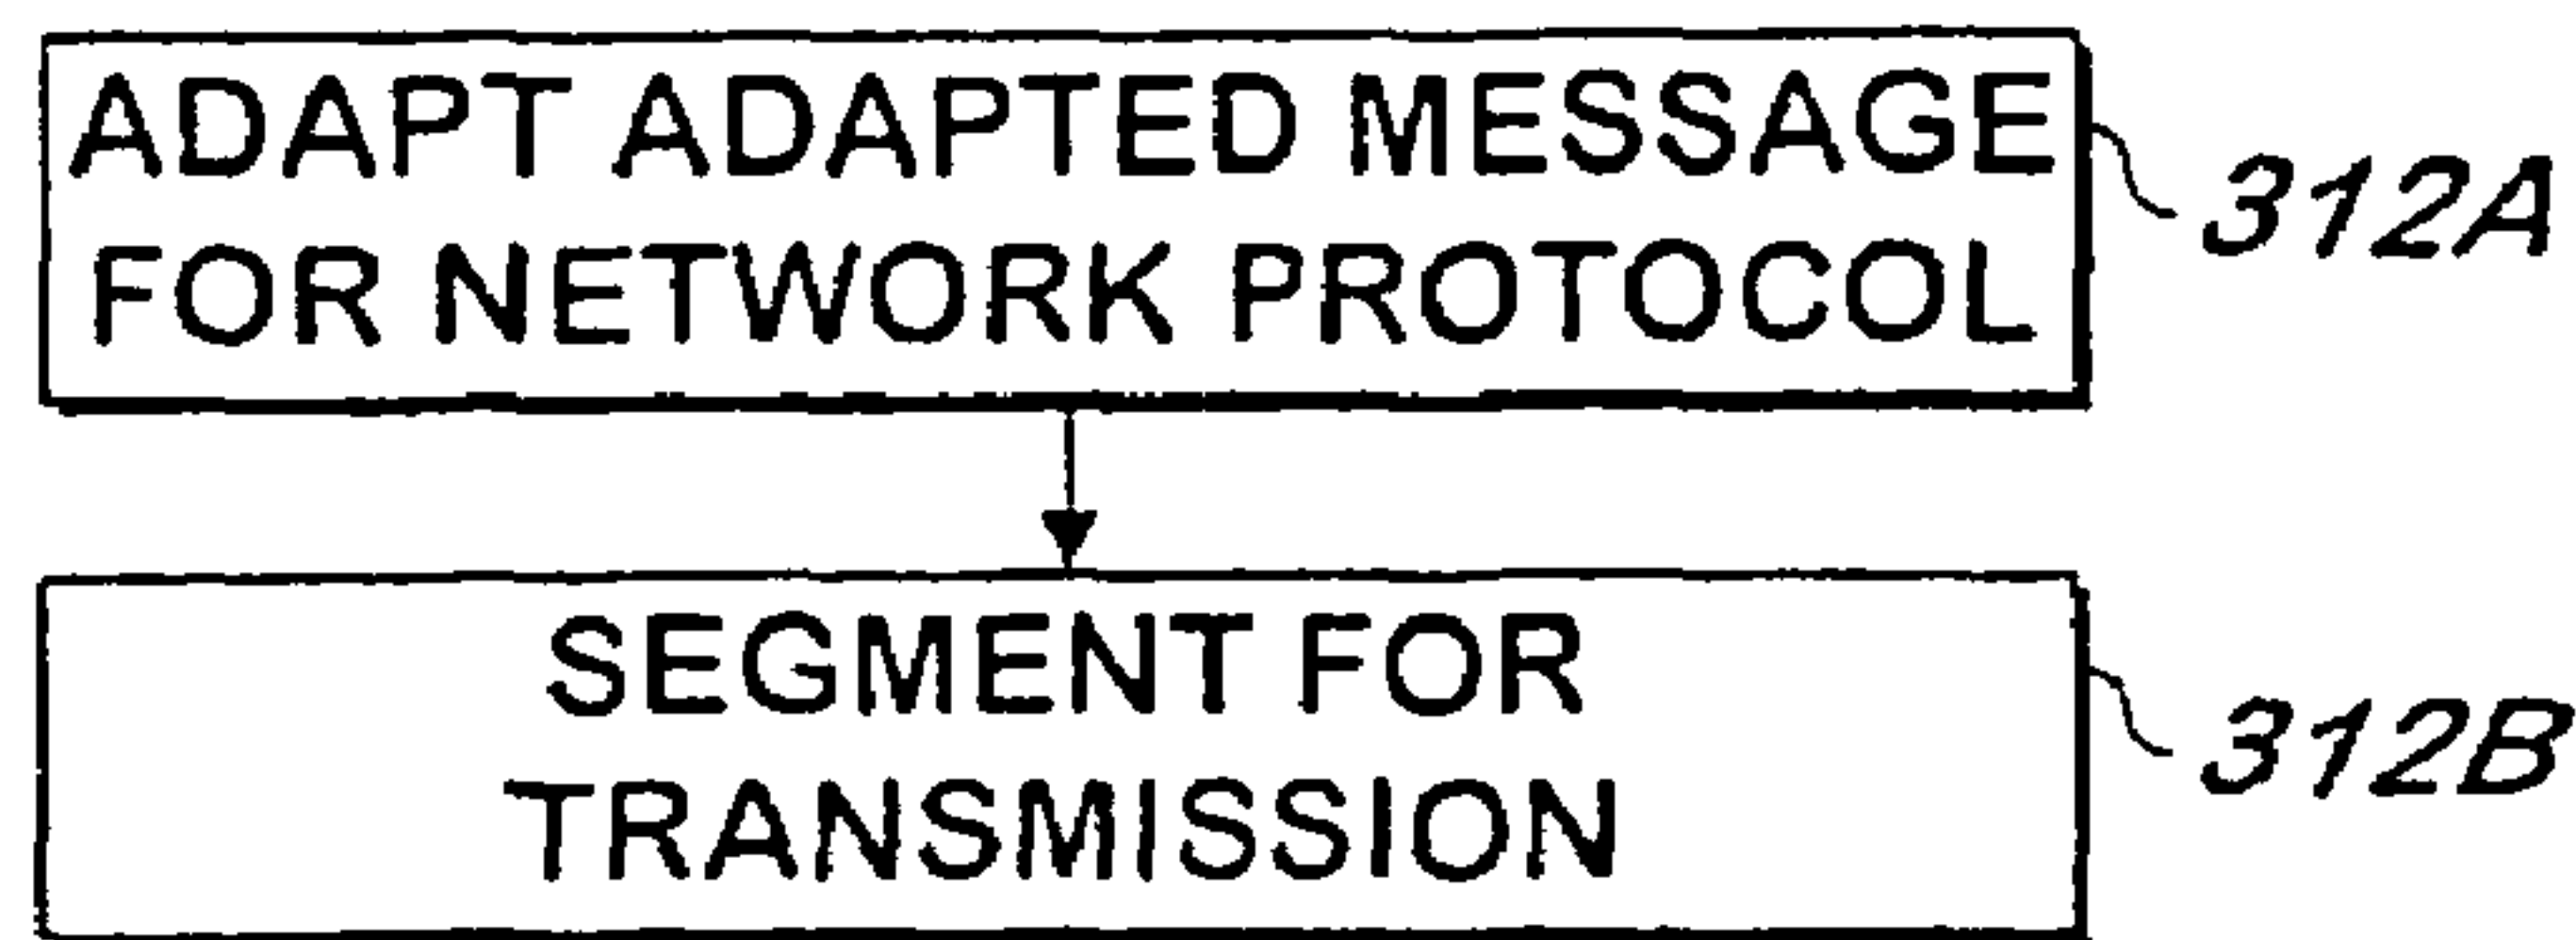 ADAPT ADAPTED MESSAGE
FOR NETWORK PROTOCOL
312A
SEGMENT FOR
TRANSMISSION
312B